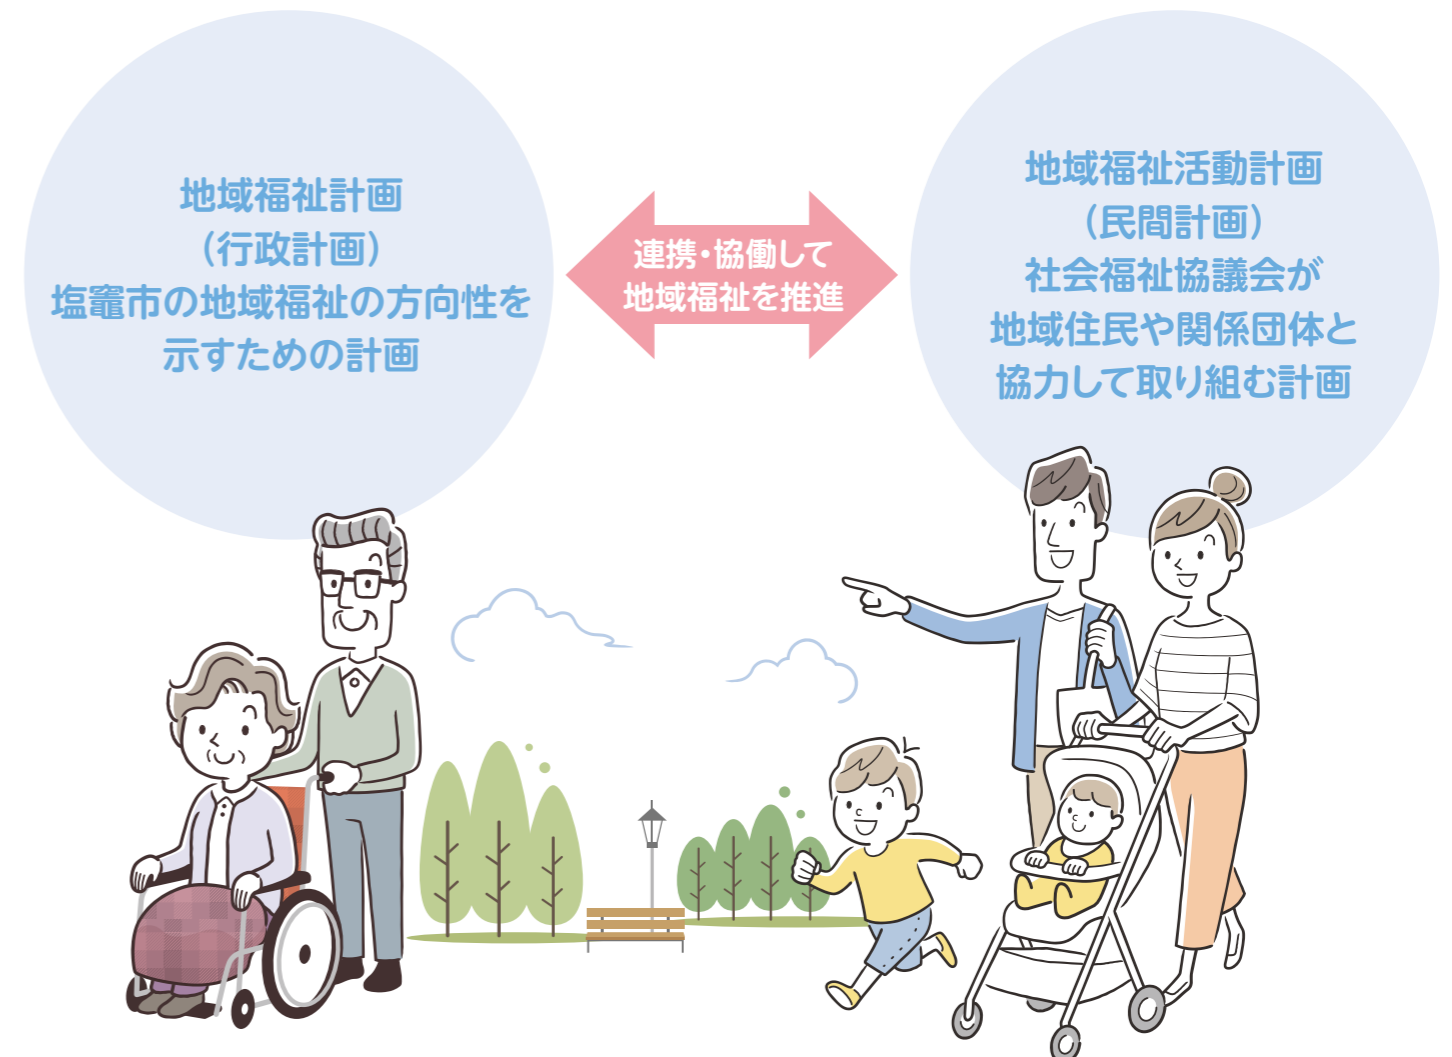 地域福祉計画
(行政計画)
塩竈市の地域福祉の方向性を
示すための計画
連携・協働して
地域福祉を推進
地域福祉活動計画
(民間計画)
社会福祉協議会が
地域住民や関係団体と
協力して取り組む計画